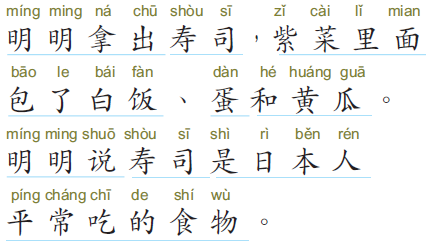 míng ming ná chū shòu sī zǐ cài lǐ mian
明明拿出寿司，紫菜里面
bāo le bái fàn dàn hé huáng guā
包了白饭、蛋和黄瓜。
míng ming shuō shòu sī shì rì běn rén
明明说寿司是日本人
píng cháng chī de shí wù
平常吃的食物。